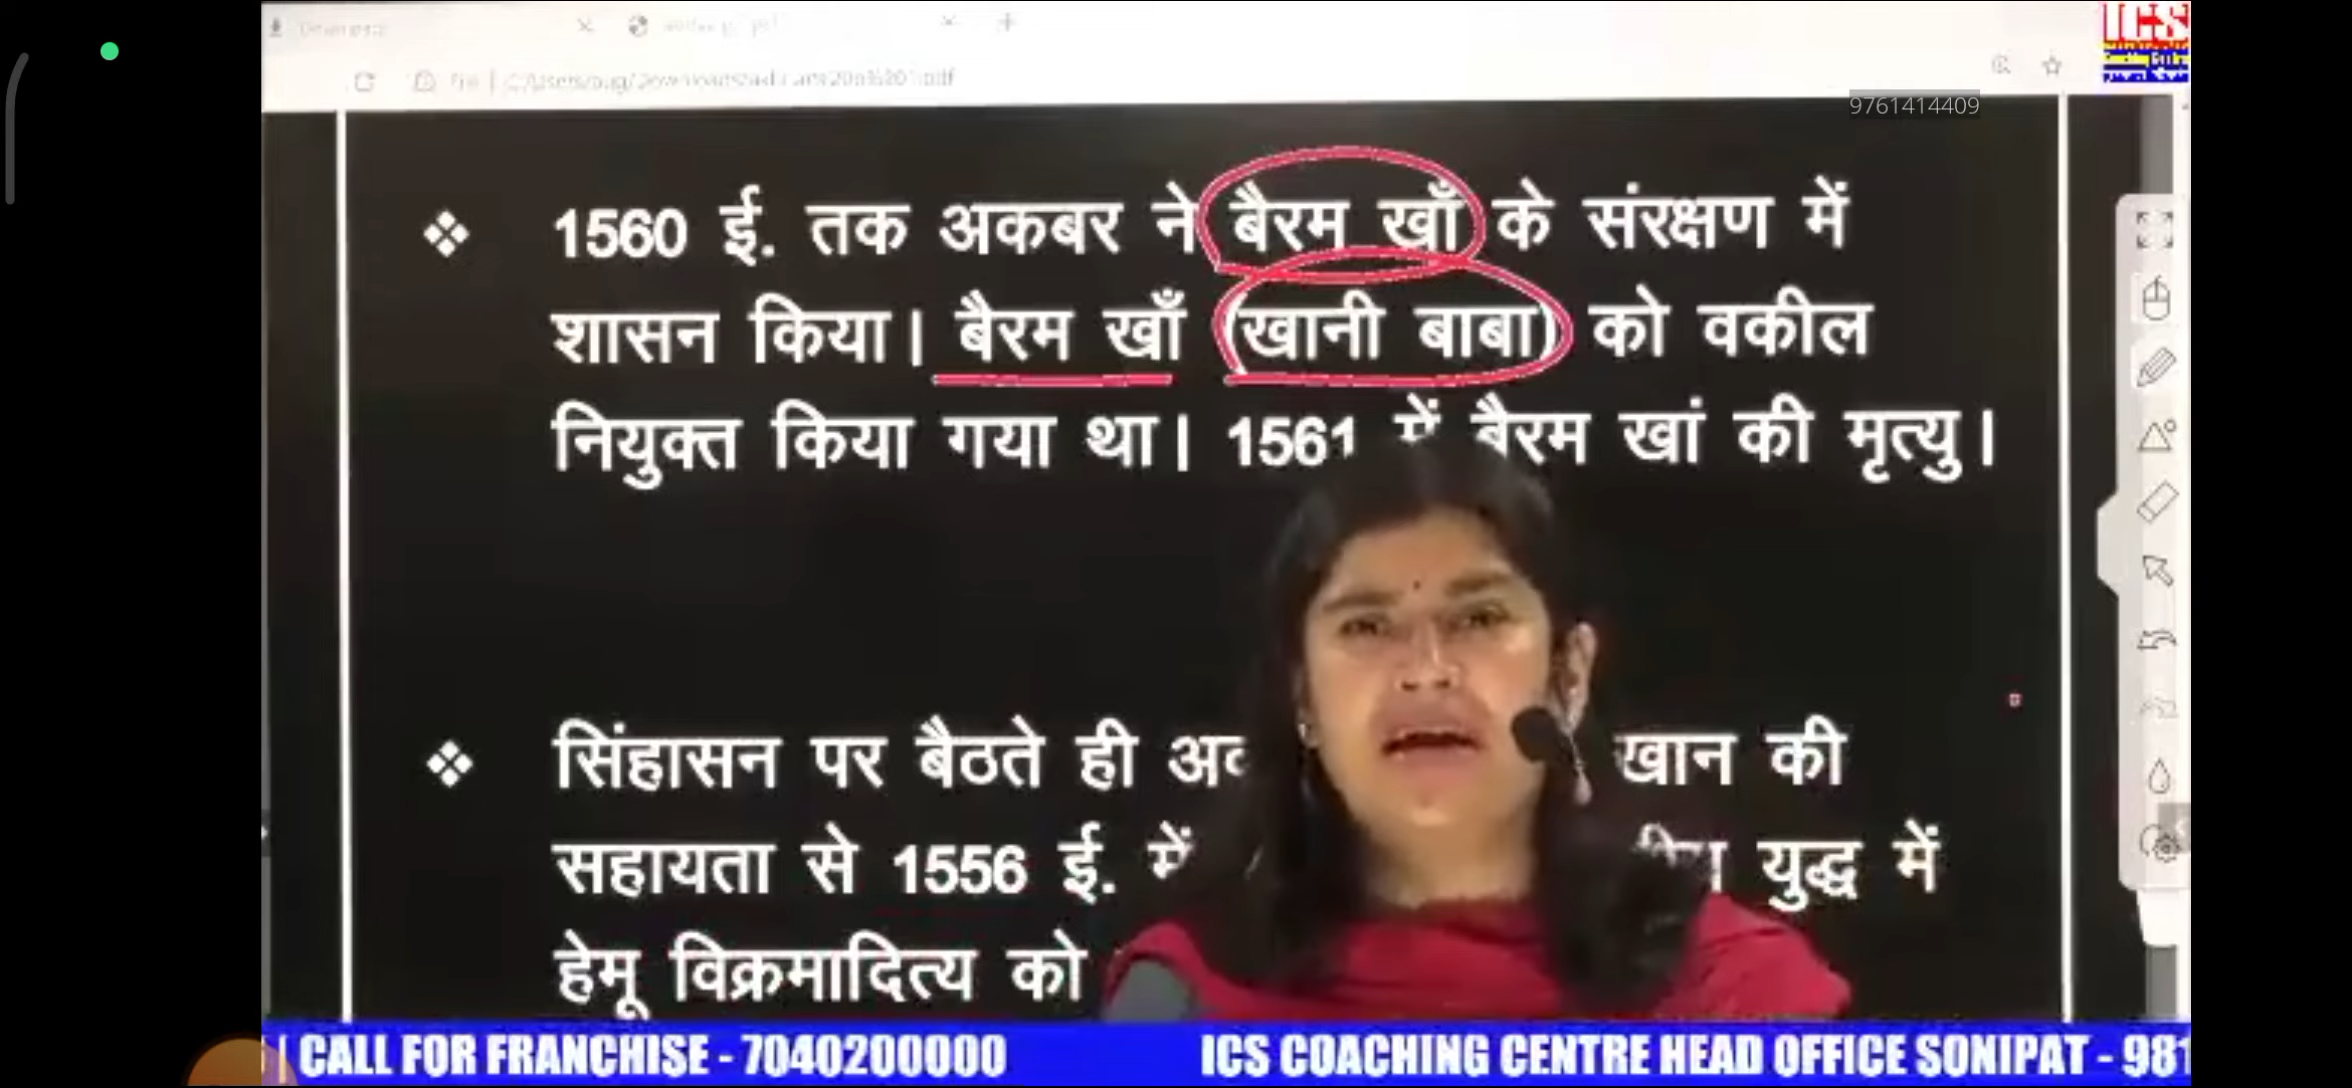 ICS
9761414409
❖ 1560 ई. तक अकबर ने बैरम खाँ के संरक्षण में
शासन किया। बैरम खाँ (खानी बाबा) को वकील
नियुक्त किया गया था। 1561 में बैरम खां की मृत्यु।
❖ सिंहासन पर बैठते ही खान की
सहायता से 1556 ई. में युद्ध में
हेमू विक्रमादित्य को
| CALL FOR FRANCHISE - 7040200000 ICS COACHING CENTRE HEAD OFFICE SONIPAT - 981